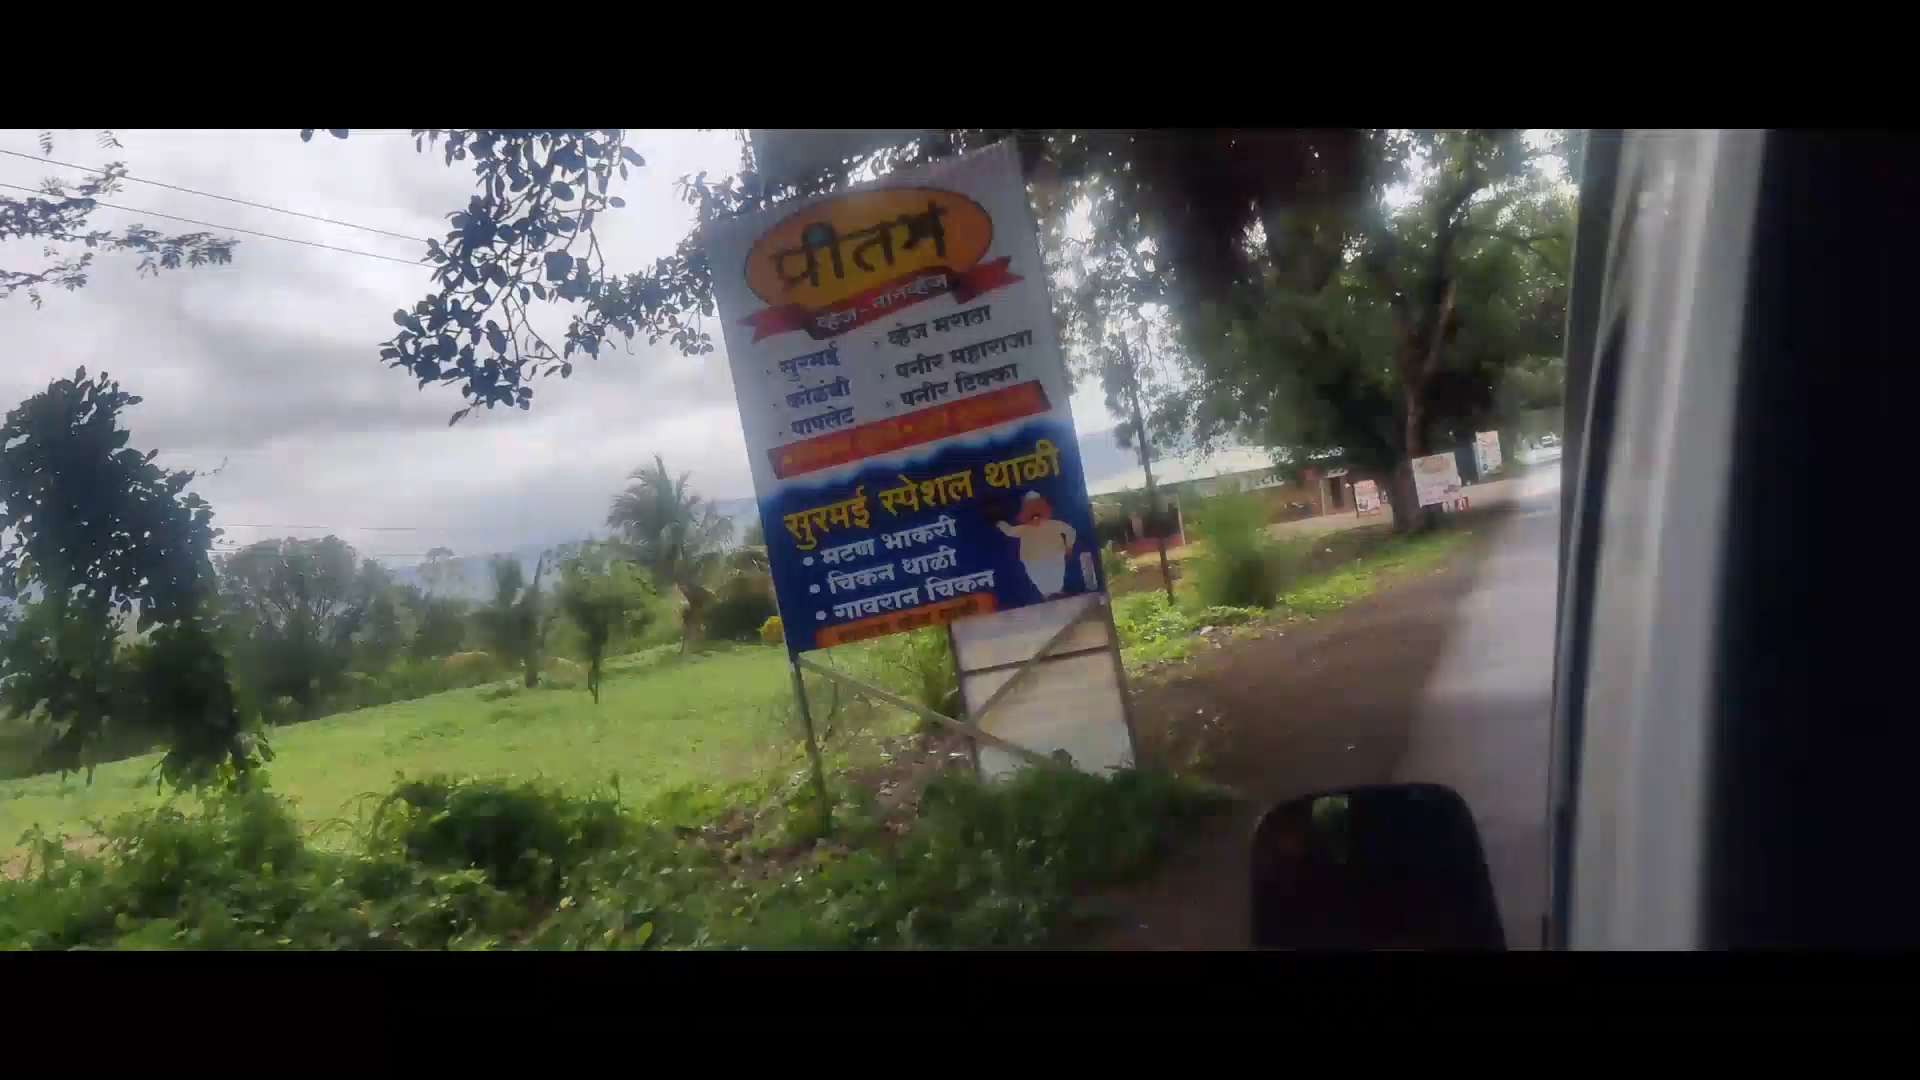 प्रीतम
व्हेज - नॉनव्हेज
सुरमई
कोळंबी
पापलेट
व्हेज मराठा
पनीर महाराजा
पनीर टिक्का
सुरमई स्पेशल थाळी
• मटण भाकरी
• चिकन थाळी
• गावरान चिकन